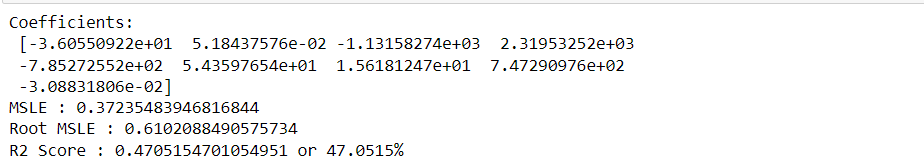 Coefficients:
[-3.60550922e+01 5.18437576e-02 -1.13158274e+03 2.31953252e+03
-7.85272552e+02 5.43597654e+01 1.56181247e+01 7.47290976e+02
-3.08831806e-02]
MSLE : 0.37235483946816844
Root MSLE : 0.6102088490575734
R2 Score : 0.4705154701054951 or 47.0515%